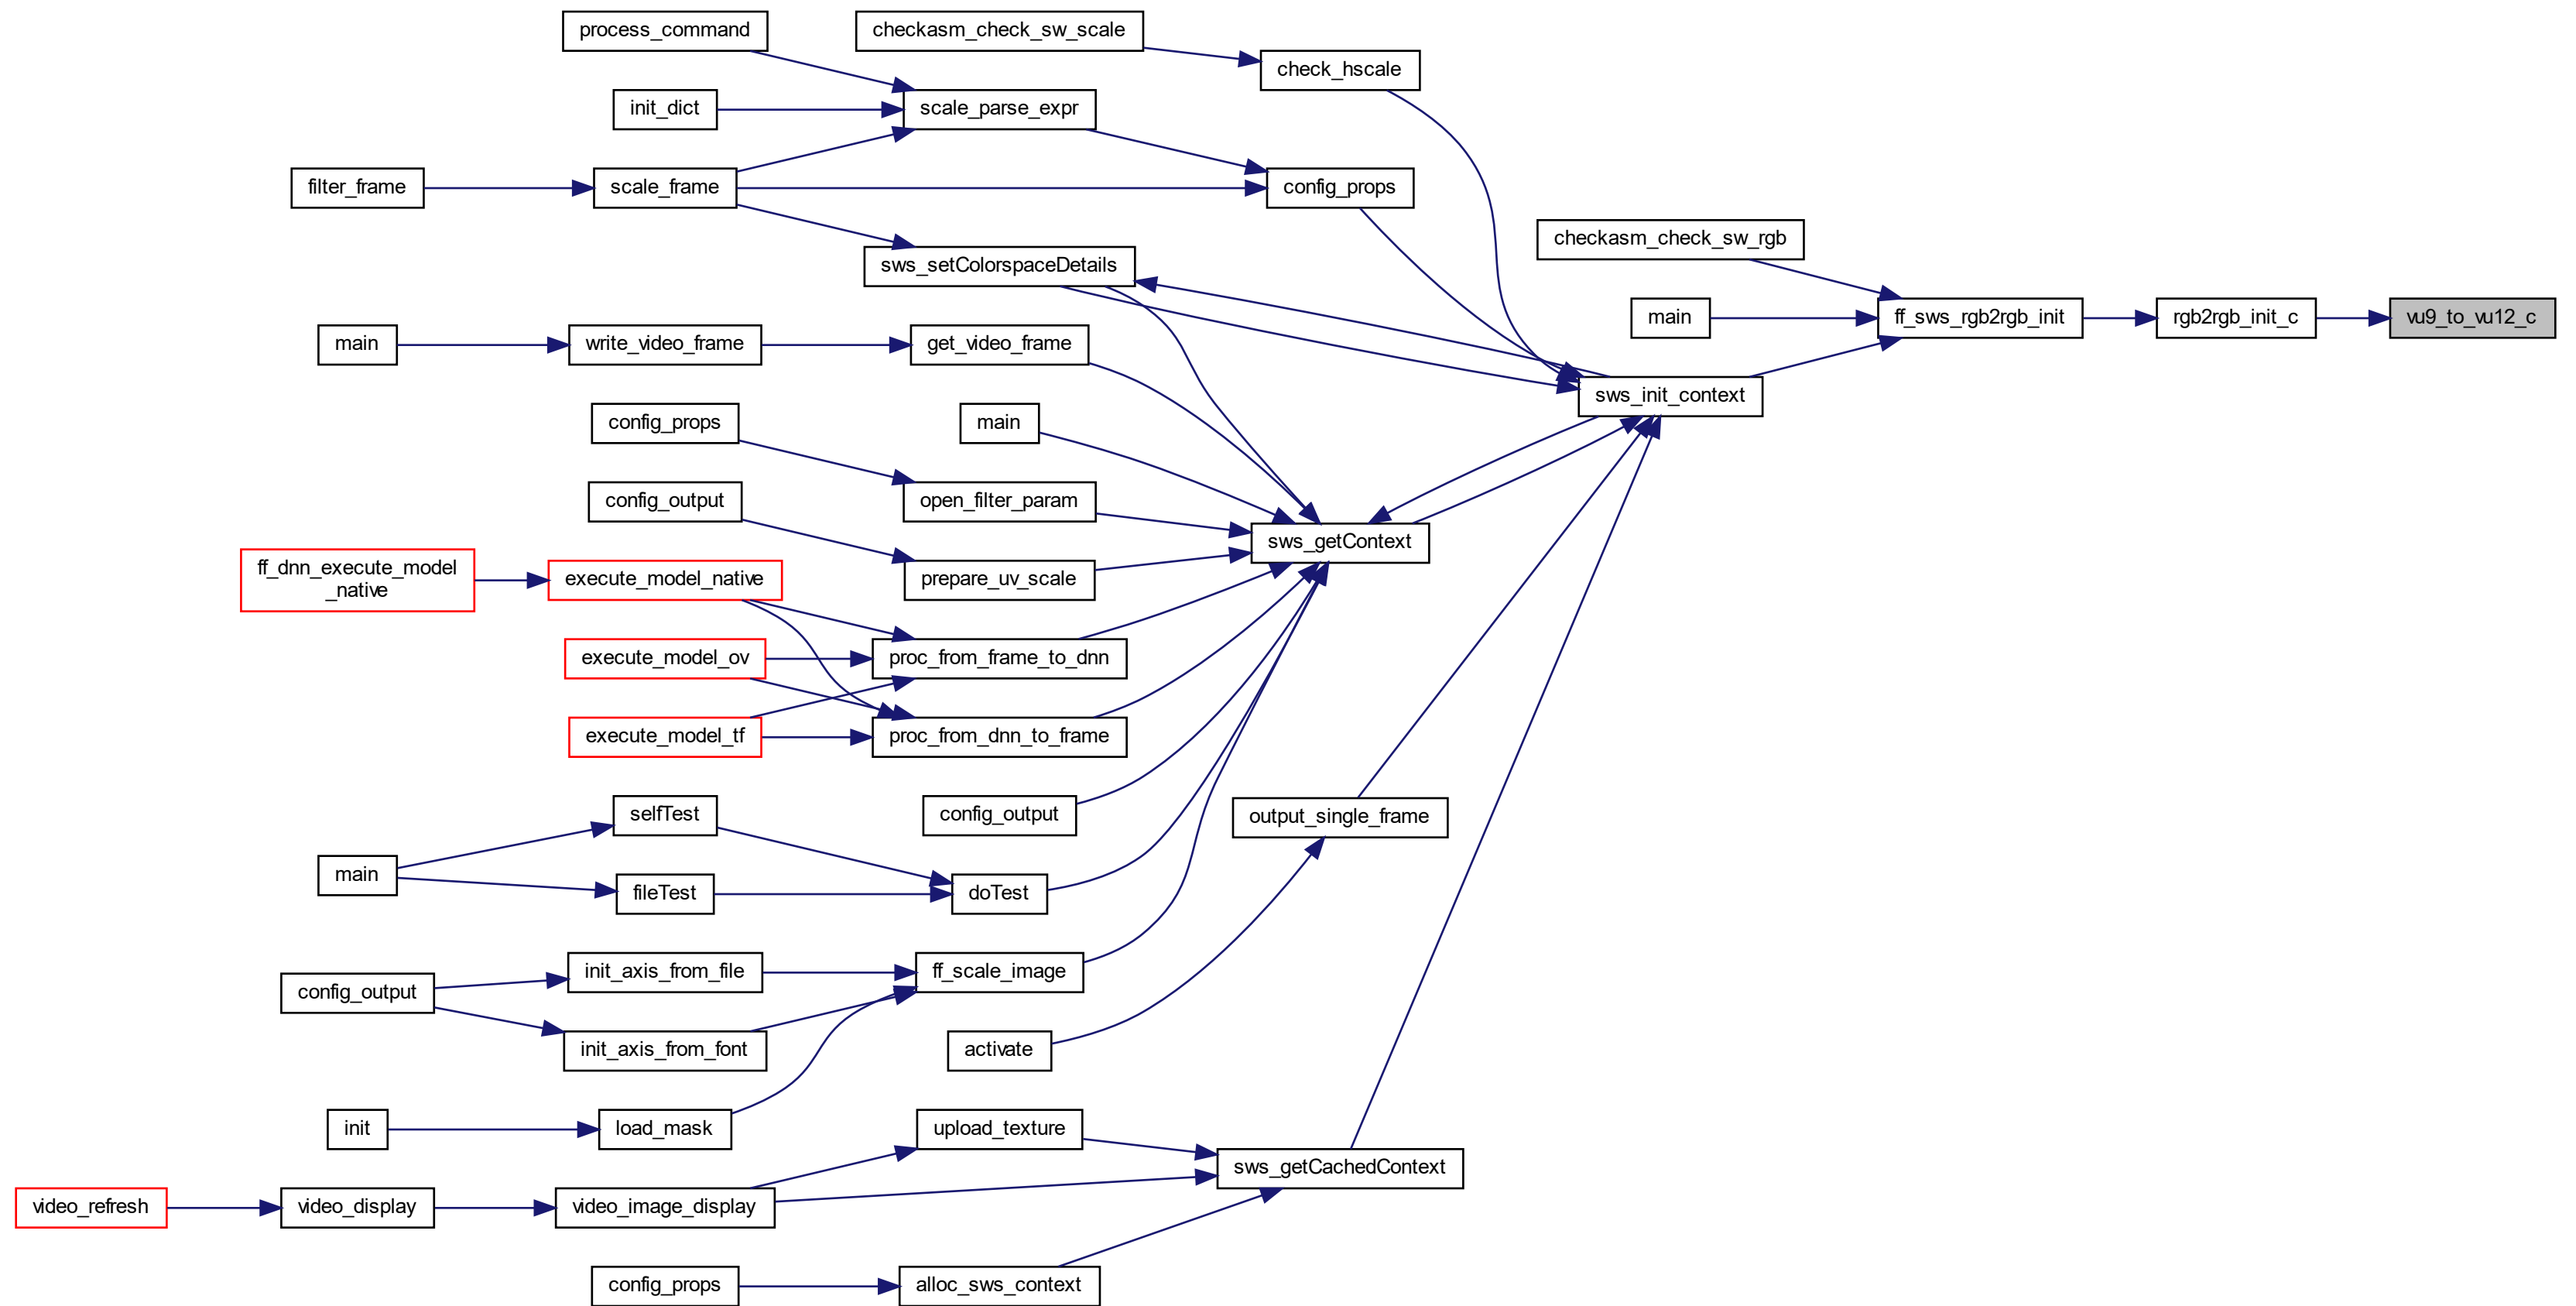 process_command
checkasm_check_sw_scale
check_hscale
init_dict
scale_parse_expr
filter_frame
scale_frame
config_props
checkasm_check_sw_rgb
sws_setColorspaceDetails
main
ff_sws_rgb2rgb_init
rgb2rgb_init_c
vu9_to_vu12_c
main
write_video_frame
get_video_frame
sws_init_context
config_props
main
config_output
open_filter_param
sws_getContext
ff_dnn_execute_model
_native
execute_model_native
prepare_uv_scale
execute_model_ov
proc_from_frame_to_dnn
execute_model_tf
proc_from_dnn_to_frame
selfTest
config_output
output_single_frame
main
fileTest
doTest
config_output
init_axis_from_file
ff_scale_image
init_axis_from_font
activate
init
load_mask
upload_texture
sws_getCachedContext
video_refresh
video_display
video_image_display
config_props
alloc_sws_context